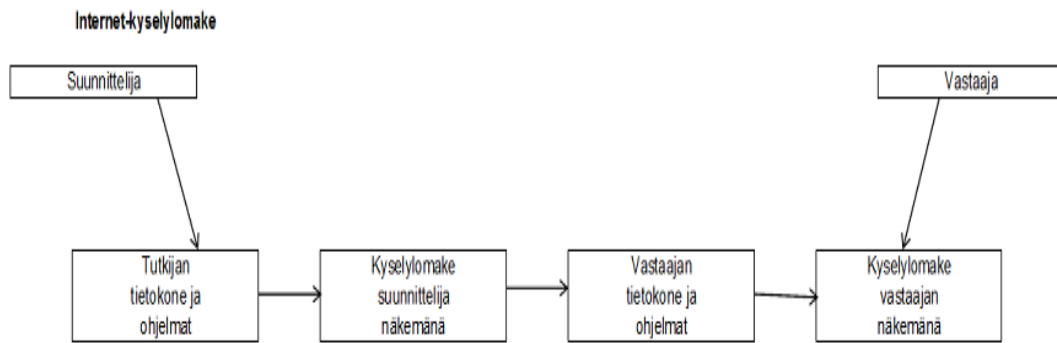 Internet-kyselylomake
Suunnittelija
Vastaaja
Tutkijan
tietokone ja
ohjelmat
Kyselylomake
suunnittelija
näkemänä
Vastaajan
tietokone ja
ohjelmat
Kyselylomake
vastaajan
näkemänä